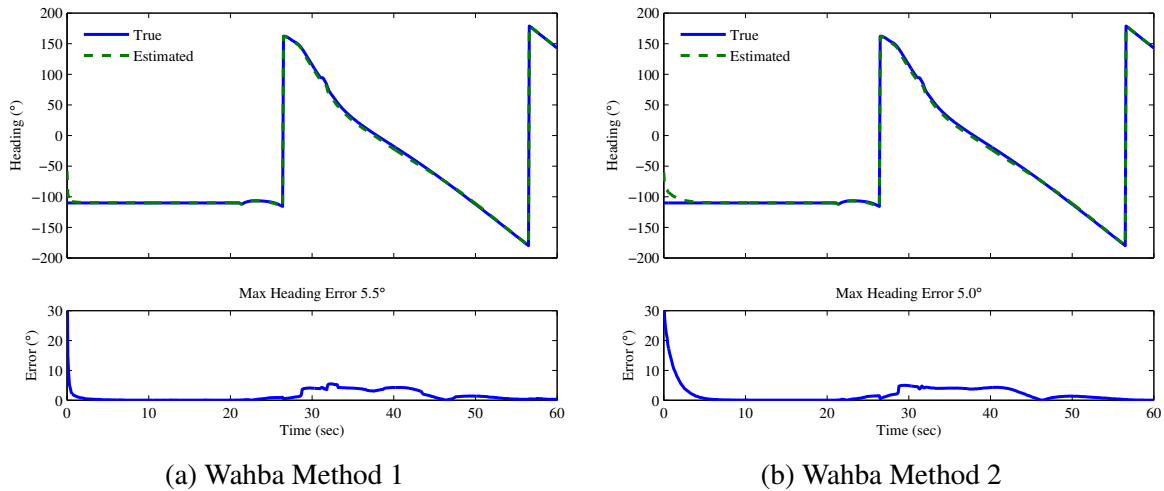 200
150
100
50
0
−50
−100
−150
−200
Heading (°)
True
Estimated
Max Heading Error 5.5°
30
20
10
0
Error (°)
0 10 20 30 40 50 60
Time (sec)
(a) Wahba Method 1
200
150
100
50
0
−50
−100
−150
−200
Heading (°)
True
Estimated
Max Heading Error 5.0°
30
20
10
0
Error (°)
0 10 20 30 40 50 60
Time (sec)
(b) Wahba Method 2